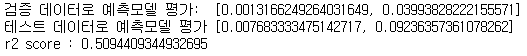 검증 데이터로 예측모델 평가:  [0.0013166249264031649, 0.03993828222155571]
테스트 데이터로 예측모델 평가 [0.007683333475142717, 0.09236357361078262]
r2 score : 0.5094409344932695